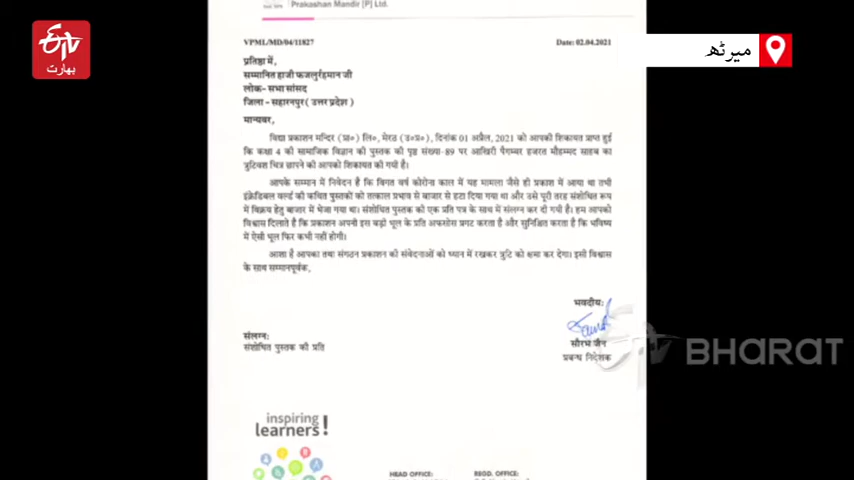 Prakashan Mandir [P] Ltd.
VPML/MD/04/11827
Date: 02.04.2021
प्रतिष्ठा में,
सम्मानित हाजी फजलुर्रहमान जी
लोक- सभा सांसद
जिला - सहारनपुर ( उत्तर प्रदेश )
मान्यवर,
विद्या प्रकाशन मन्दिर (प्रा०) लि०, मेरठ (उ०प्र०), दिनांक 01 अप्रैल, 2021 को आपकी शिकायत प्राप्त हुई
कि कक्षा 4 की सामाजिक विज्ञान की पुस्तक की पृष्ठ संख्या-89 पर आखिरी पैगम्बर हजरत मौहम्मद साहब का
त्रुटिवश चित्र छापने की आपको शिकायत की गयी है।
आपके सम्मान में निवेदन है कि विगत वर्ष कोरोना काल में यह मामला जैसे ही प्रकाश में आया था तभी
इंक्रेडिबल वर्ल्ड की कथित पुस्तकों को तत्काल प्रभाव से बाजार से हटा दिया गया था और उसे पूरी तरह संशोधित रूप
में विक्रय हेतु बाजार में भेजा गया था। संशोधित पुस्तक की एक प्रति पत्र के साथ में संलग्न कर दी गयी है। हम आपको
विश्वास दिलाते है कि प्रकाशन अपनी इस बड़ी भूल के प्रति अफसोस प्रगट करता है और सुनिश्चित करता है कि भविष्य
में ऐसी भूल फिर कभी नहीं होगी।
आशा है आपका तथा संगठन प्रकाशन की संवेदनाओं को ध्यान में रखकर त्रुटि को क्षमा कर देगा। इसी विश्वास
के साथ सम्मानपूर्वक,
भवदीय:
संलग्न:
संशोधित पुस्तक की प्रति
सौरभ जैन
प्रबन्ध निदेशक
inspiring
learners!
HEAD OFFICE:
REGD. OFFICE:
ETV
بھارت
میرٹھ
ETV BHARAT